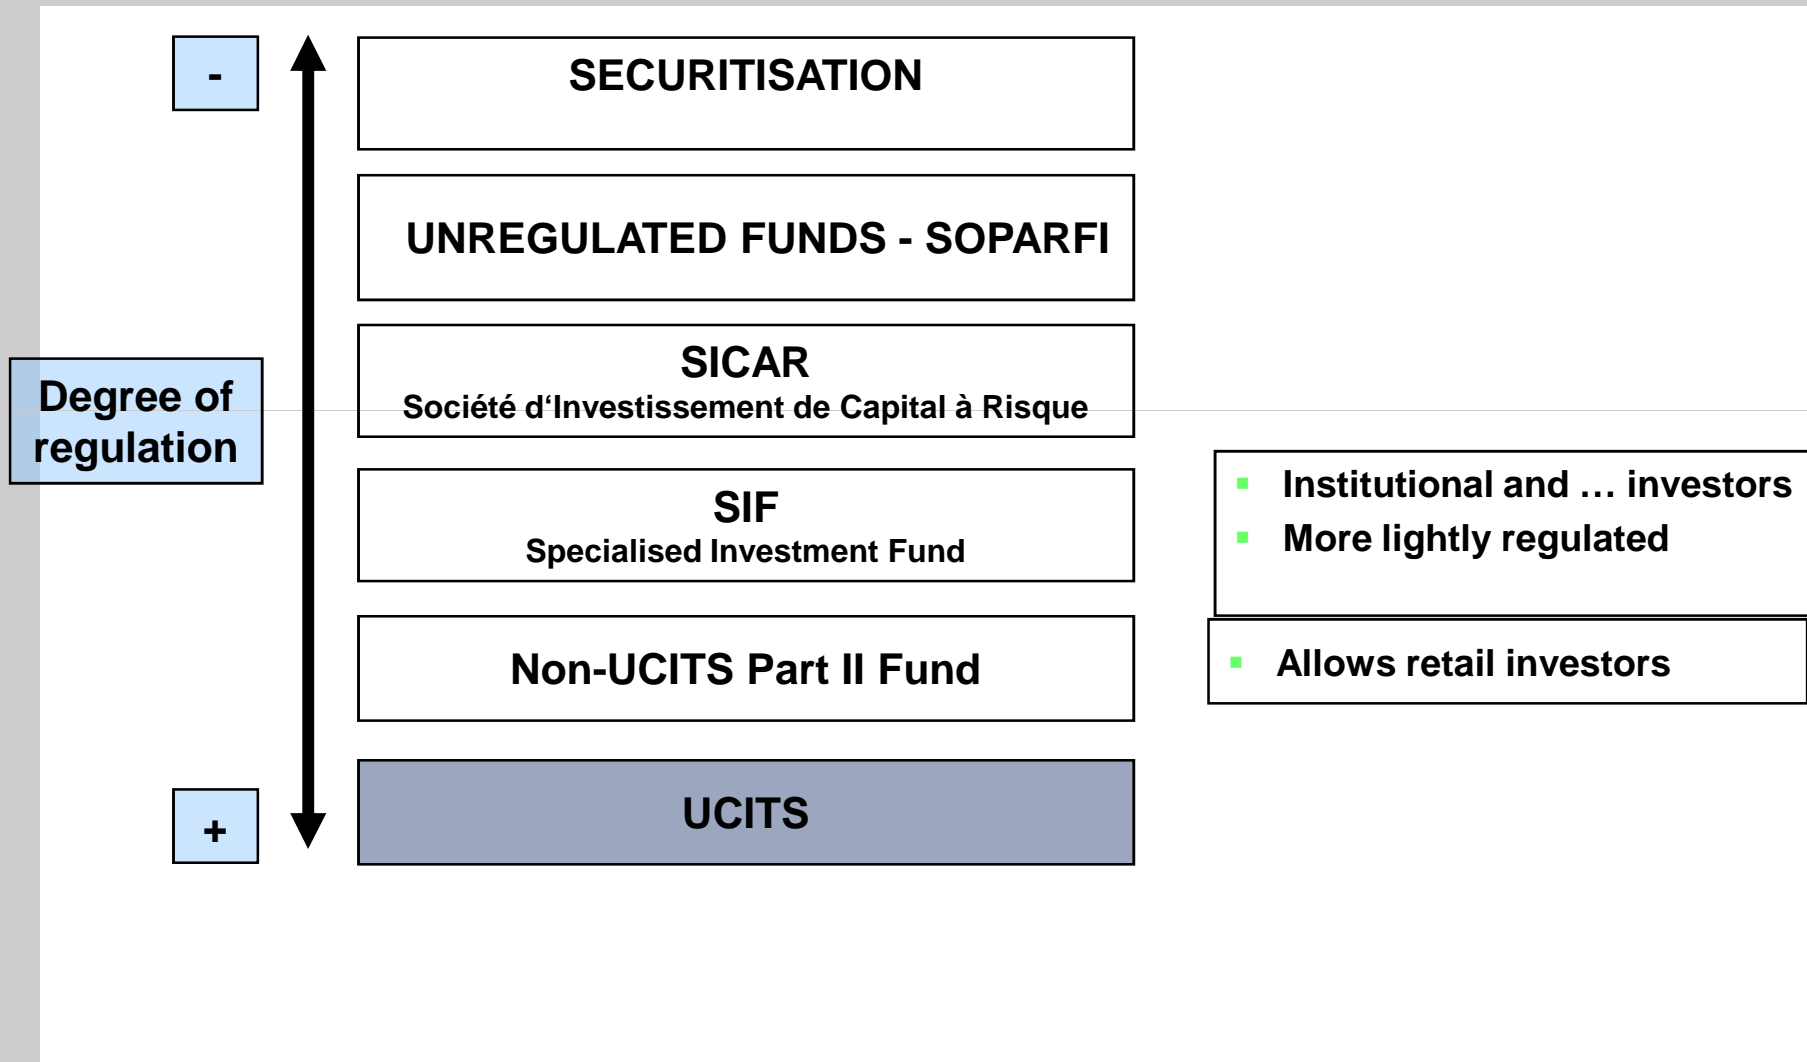 -
SECURITISATION
UNREGULATED FUNDS - SOPARFI
SICAR
Société d‘Investissement de Capital à Risque
Degree of
regulation
SIF
Specialised Investment Fund
Institutional and … investors
More lightly regulated
Non-UCITS Part II Fund
Allows retail investors
+
UCITS